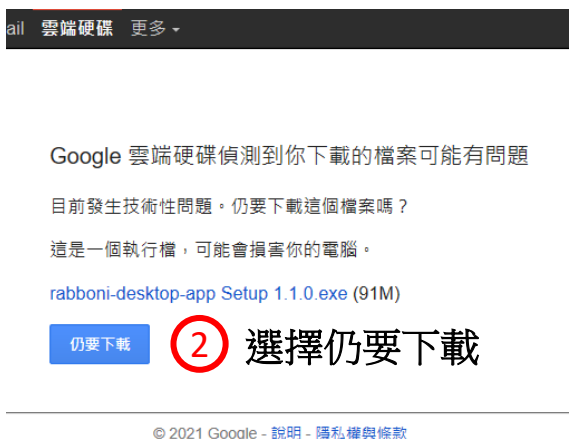 ail 雲端硬碟 更多
Google 雲端硬碟偵測到你下載的檔案可能有問題
目前發生技術性問題。仍要下載這個檔案嗎？
這是一個執行檔，可能會損害你的電腦。
rabboni-desktop-app Setup 1.1.0.exe (91M)
仍要下載 2 選擇仍要下載
© 2021 Google - 說明 - 隱私權與條款